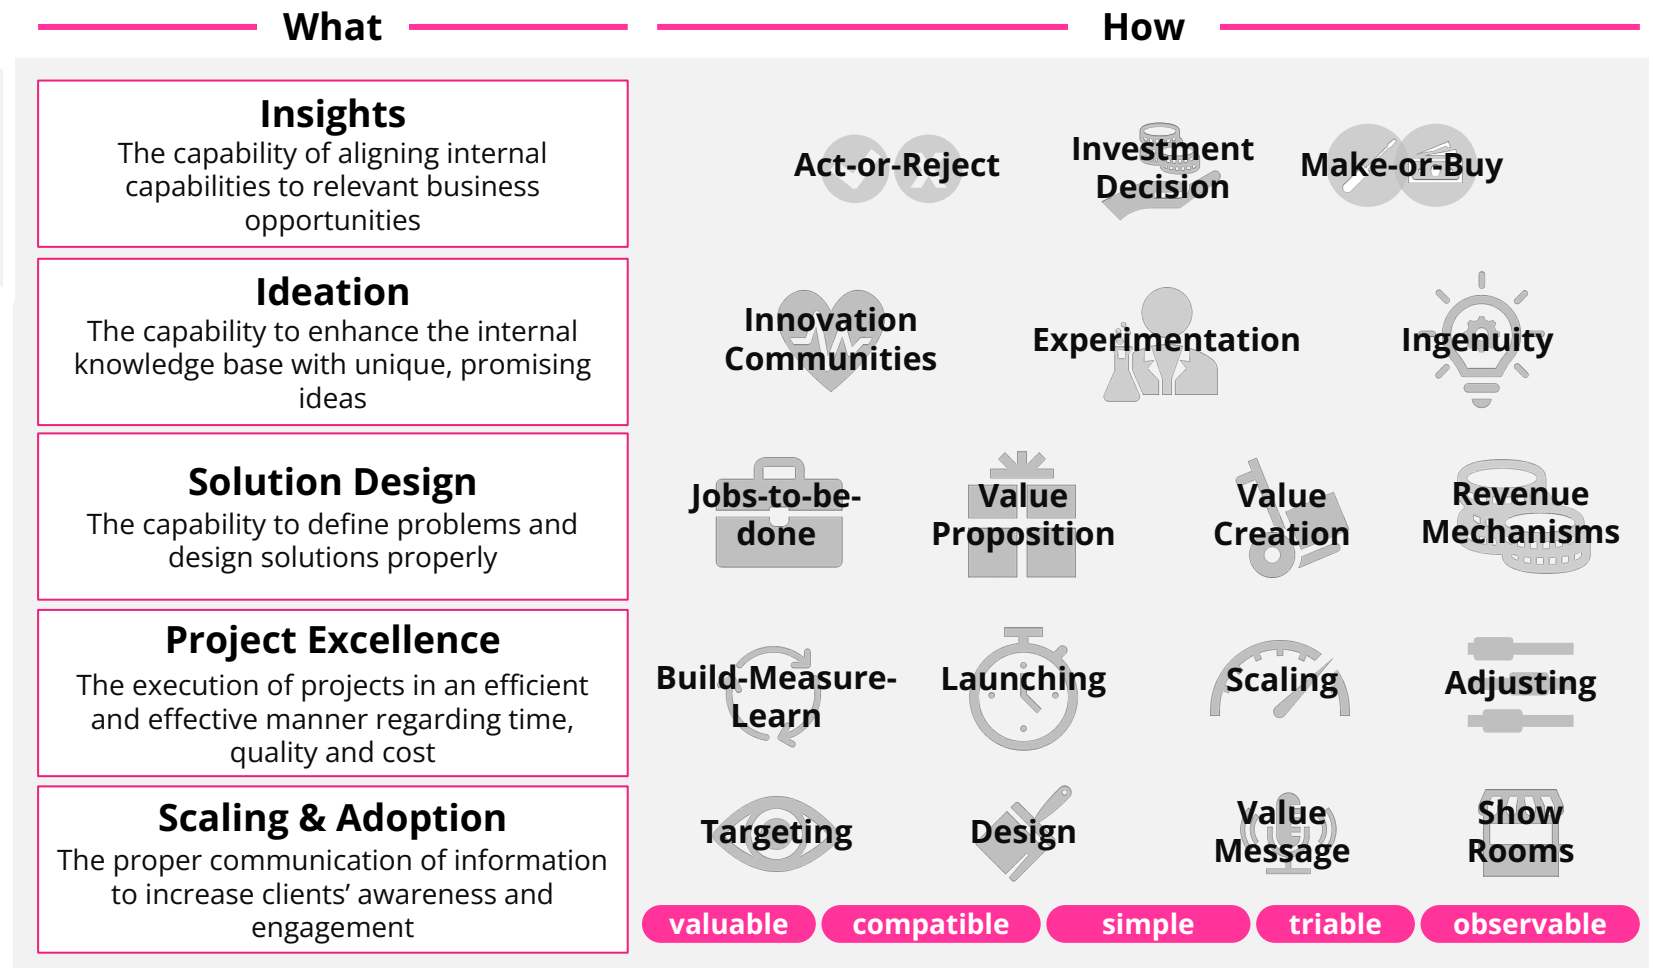 What
How
Insights
The capability of aligning internal
capabilities to relevant business
opportunities
Act-or-Reject
Investment
Decision
Make-or-Buy
Ideation
The capability to enhance the internal
knowledge base with unique, promising
ideas
Innovation
Communities
Experimentation
Ingenuity
Solution Design
The capability to define problems and
design solutions properly
Jobs-to-be-
done
Value
Proposition
Value
Creation
Revenue
Mechanisms
Project Excellence
The execution of projects in an efficient
and effective manner regarding time,
quality and cost
Build-Measure-
Learn
Launching
Scaling
Adjusting
Scaling & Adoption
The proper communication of information
to increase clients’ awareness and
engagement
Targeting
Design
Value
Message
Show
Rooms
valuable
compatible
simple
triable
observable